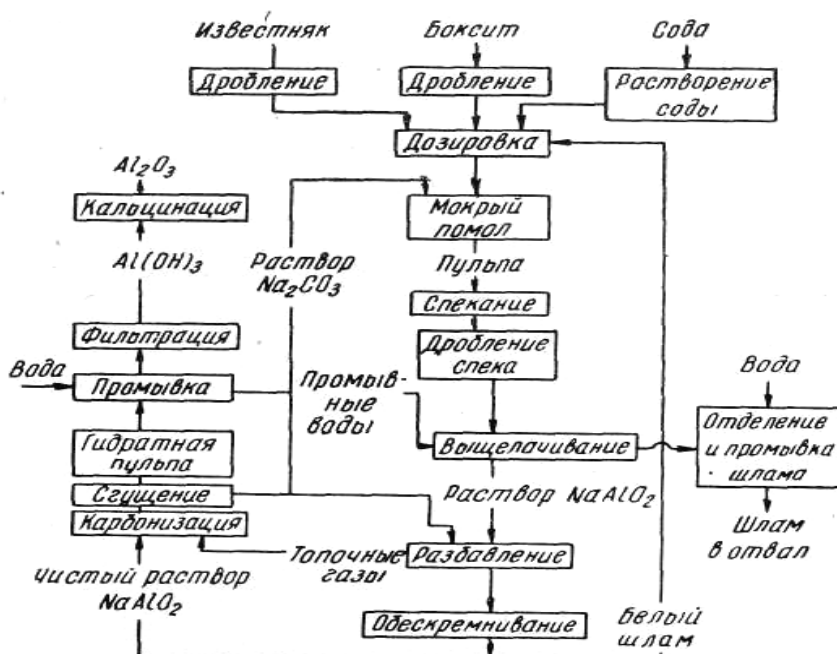 Известняк
Боксит
Сода
Дробление
Дробление
Растворение
соды
Дозировка
Al2O3
Кальцинация
Мокрый
помол
Al(OH)3
Раствор
Na2CO3
Пульпа
Спекание
Фильтрация
Дробление
спека
Вода
Промывка
Промыв-
ные
воды
Вода
Гидратная
пульпа
Выщелачивание
Отделение
и промывка
шлама
Сгущение
Раствор NaAlO2
Карбонизация
Шлам
в отвал
Топочные
газы
Разбавление
Чистый раствор
NaAlO2
Обескремнивание
Белый
шлам